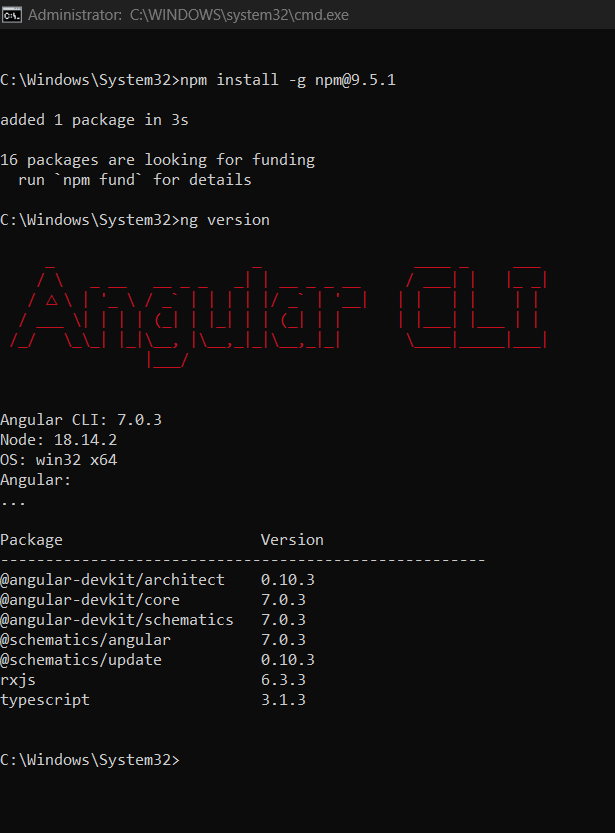 Administrator: C:\WINDOWS\system32\cmd.exe
C:\Windows\System32>npm install -g npm@9.5.1
added 1 package in 3s
16 packages are looking for funding
  run `npm fund` for details
C:\Windows\System32>ng version
Angular CLI
Angular CLI: 7.0.3
Node: 18.14.2
OS: win32 x64
Angular:
...
Package                      Version
------------------------------------------------------
@angular-devkit/architect    0.10.3
@angular-devkit/core         7.0.3
@angular-devkit/schematics   7.0.3
@schematics/angular          7.0.3
@schematics/update           0.10.3
rxjs                         6.3.3
typescript                   3.1.3
C:\Windows\System32>